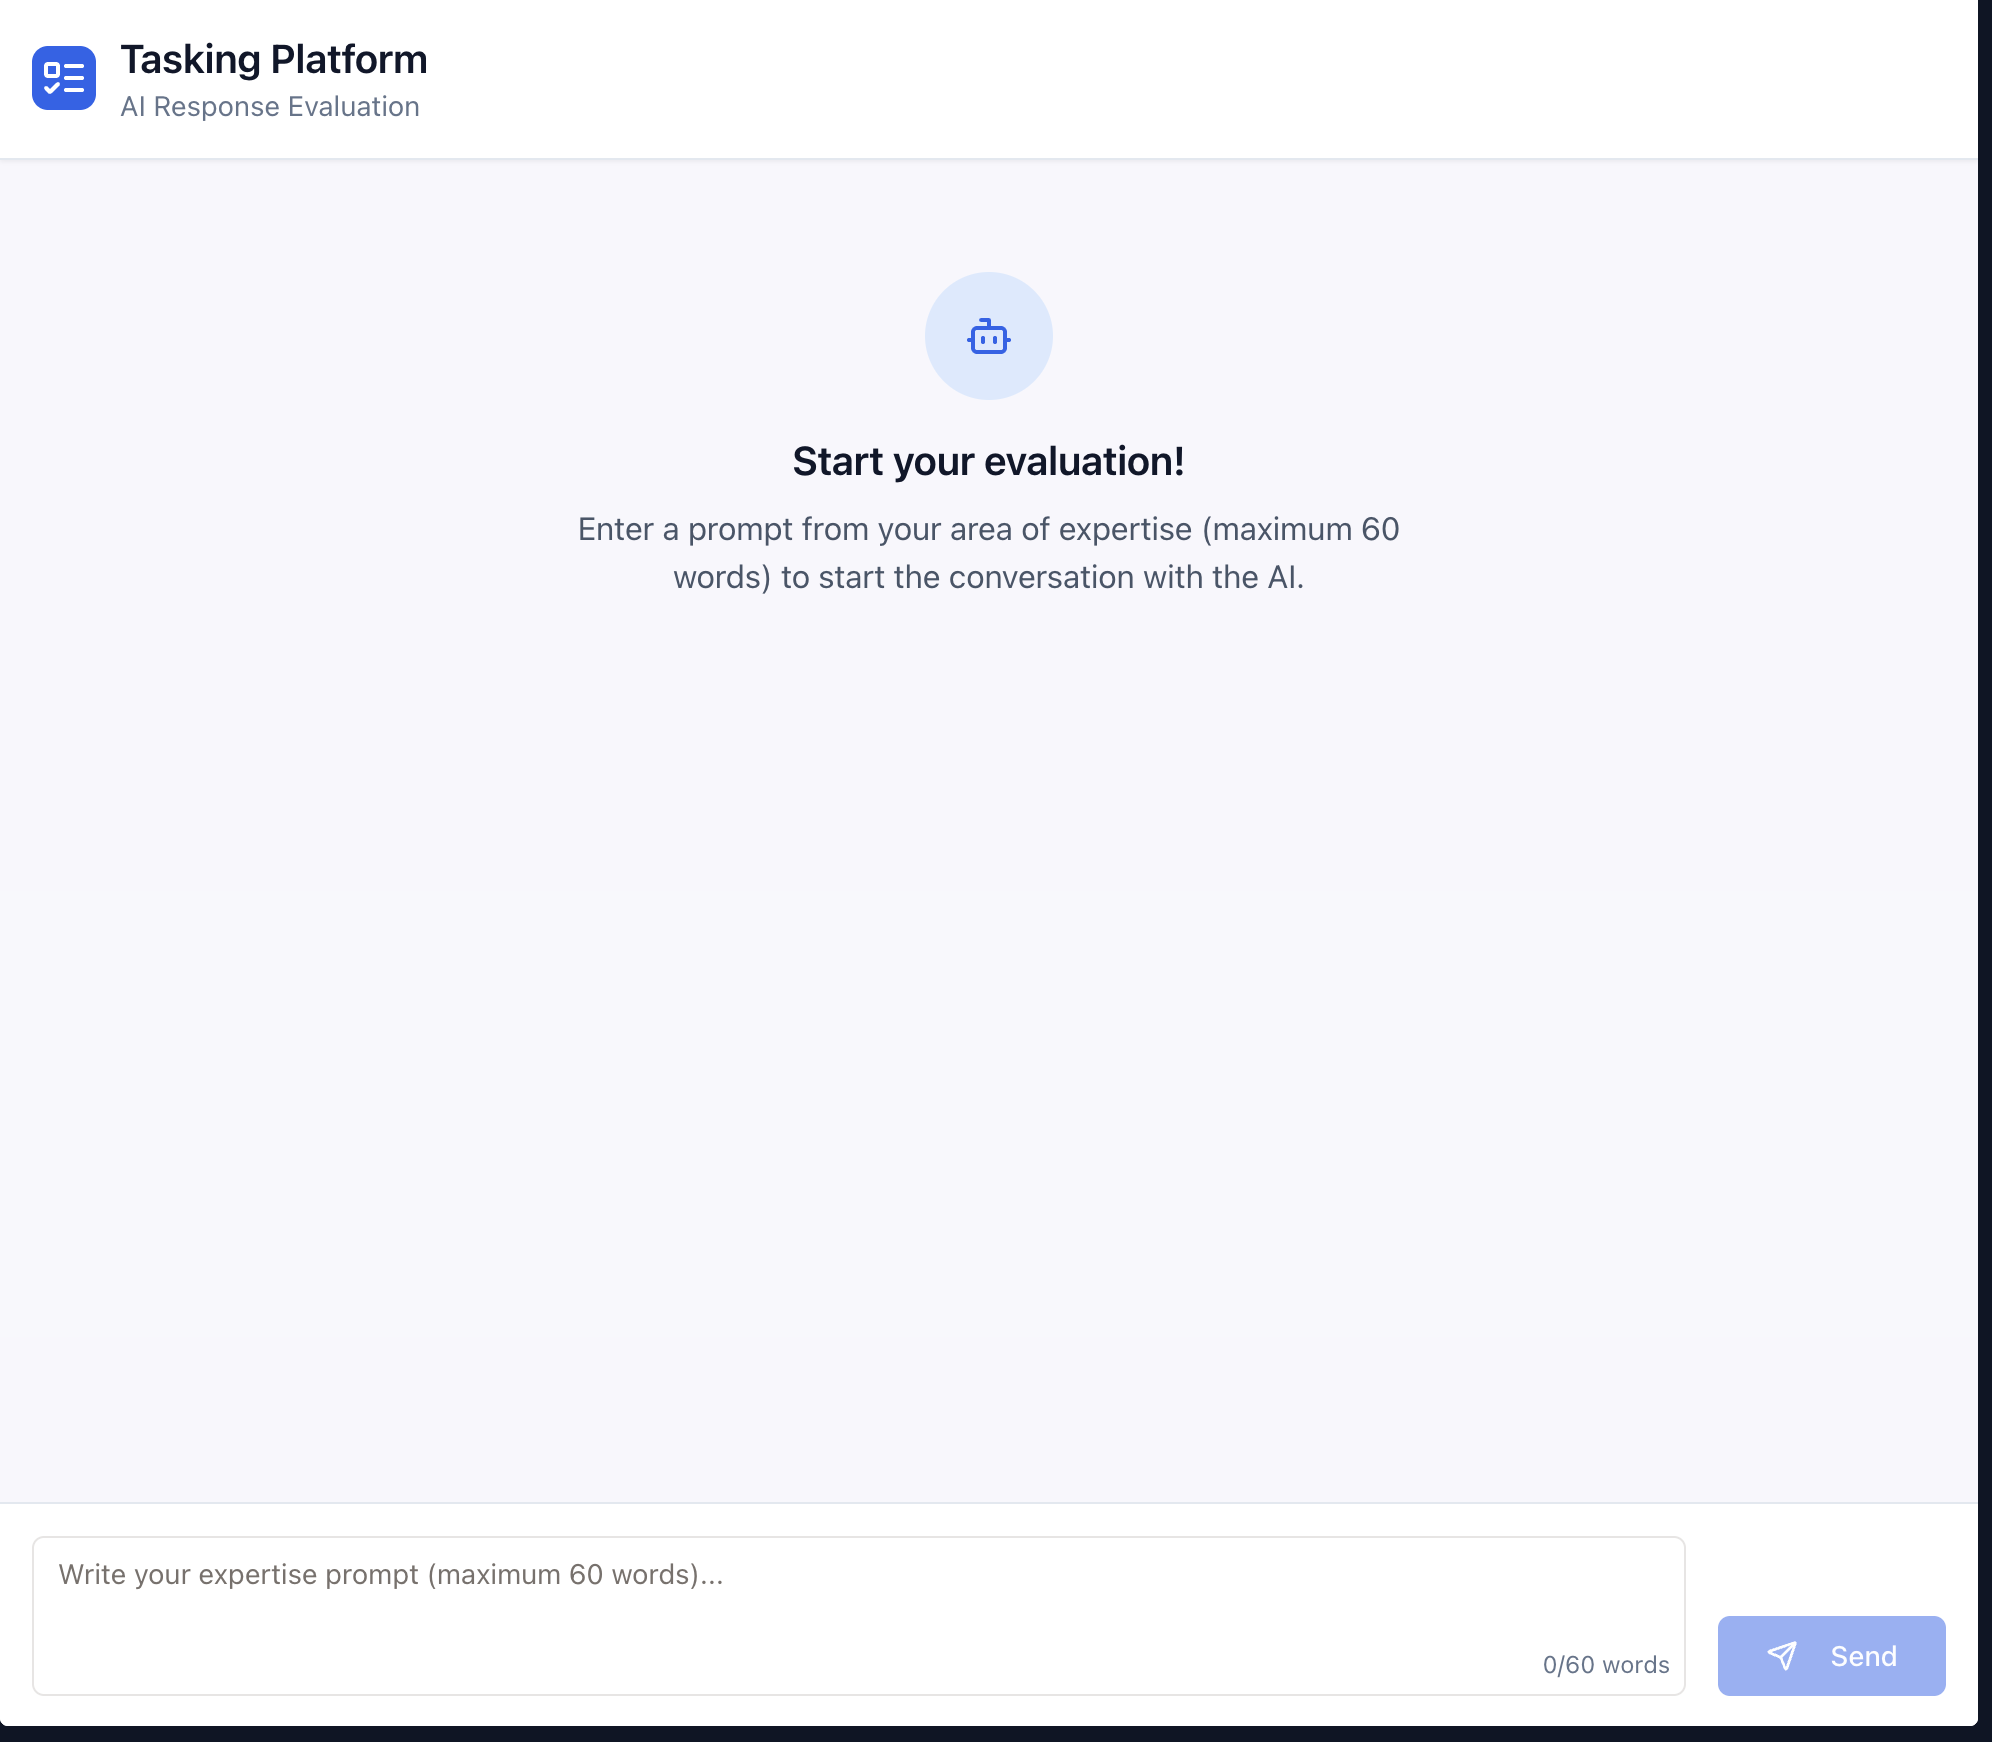 Tasking Platform
AI Response Evaluation
Start your evaluation!
Enter a prompt from your area of expertise (maximum 60
words) to start the conversation with the AI.
Write your expertise prompt (maximum 60 words)...
0/60 words
Send